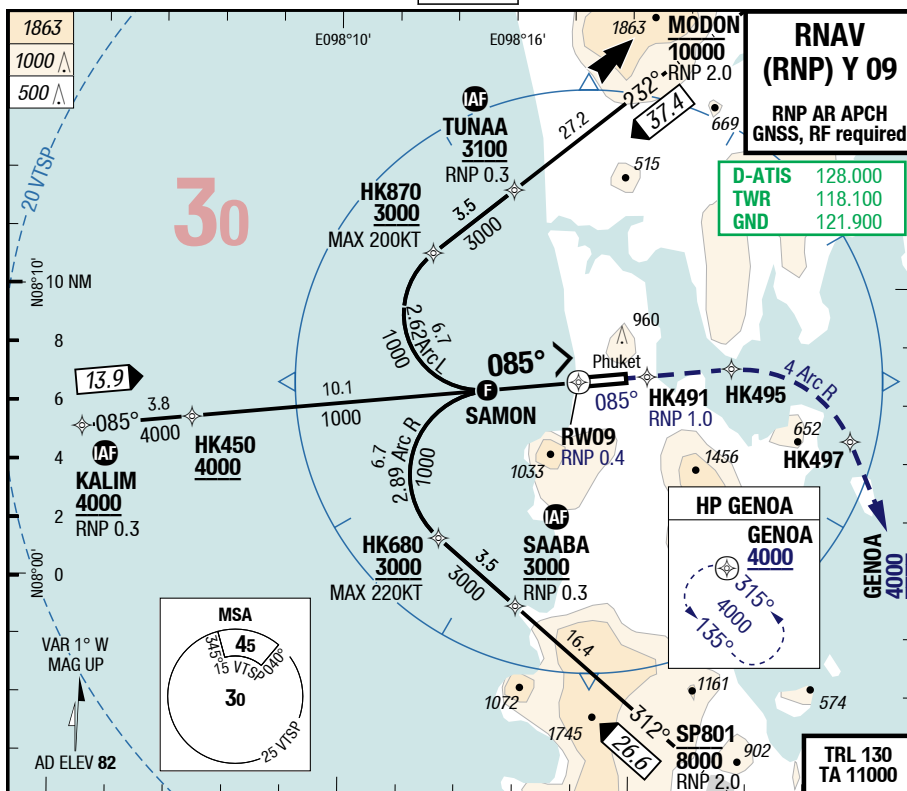 1863
1000
500
E098°10'
E098°16'
1863
MODON
10000
RNP 2.0
RNAV
(RNP) Y 09
RNP AR APCH
GNSS, RF required
D-ATIS 128.000
TWR 118.100
GND 121.900
20 VTSP
30
IAF
TUNAA
3100
RNP 0.3
27.2
232°
37.4
669
515
HK870
3000
MAX 200KT
3.5
3000
N08°10'
10 NM
8
6
4
2
0
N08°00'
6.7
2.62 Arc L
1000
085°
960
Phuket
13.9
085°
3.8
4000
10.1
1000
F
SAMON
085°
HK491
RNP 1.0
HK495
4 Arc R
IAF
KALIM
4000
RNP 0.3
HK450
4000
RW09
RNP 0.4
1033
1456
652
HK497
6.7
2.89 Arc R
1000
HK680
3000
MAX 220KT
3.5
3000
IAF
SAABA
3000
RNP 0.3
HP GENOA
GENOA
4000
315°
4000
135°
GENOA
4000
MSA
345°
45
040°
15 VTSP
30
25 VTSP
VAR 1° W
MAG UP
AD ELEV 82
16.4
1072
1745
1161
574
312°
26.6
SP801
8000
RNP 2.0
902
TRL 130
TA 11000